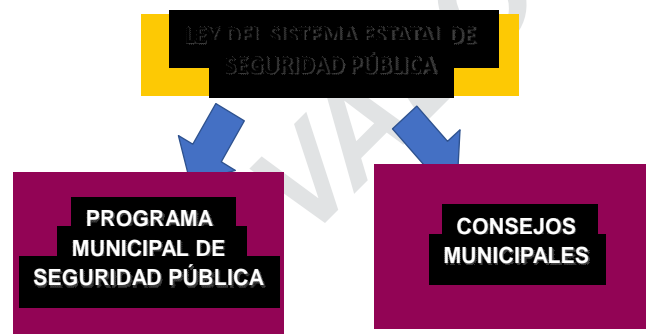 LEY DEL SISTEMA ESTATAL DE
SEGURIDAD PÚBLICA
PROGRAMA
MUNICIPAL DE
SEGURIDAD PÚBLICA
CONSEJOS
MUNICIPALES